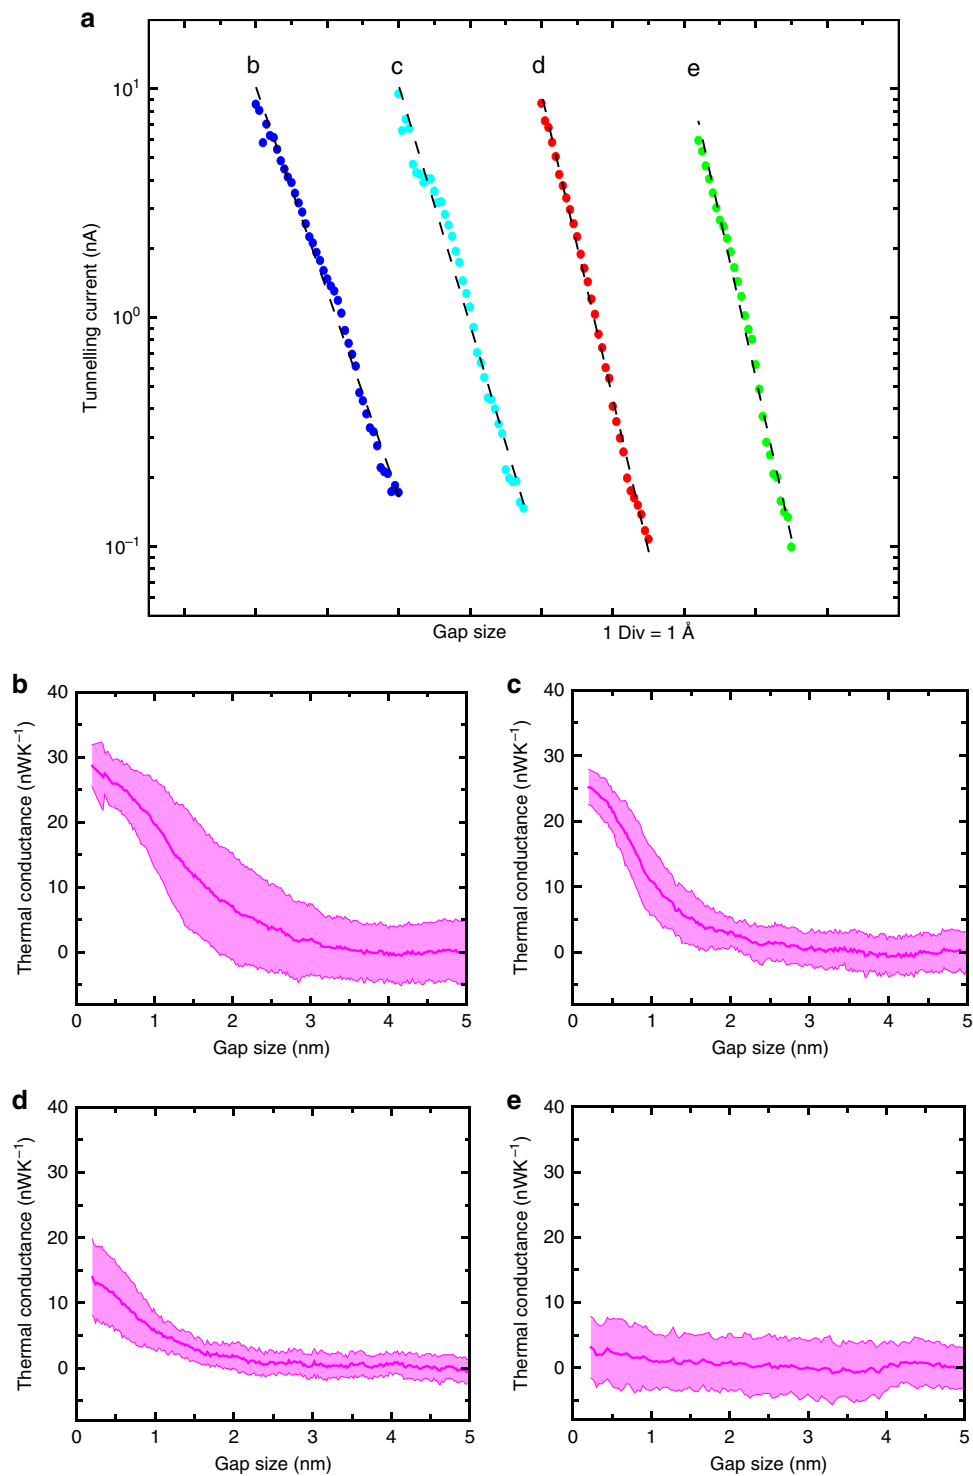 a
b
c
d
e
10¹
10⁰
10⁻¹
Tunnelling current (nA)
Gap size
1 Div = 1 Å
b
40
30
20
10
0
Thermal conductance (nWK⁻¹)
0 1 2 3 4 5
Gap size (nm)
c
40
30
20
10
0
Thermal conductance (nWK⁻¹)
0 1 2 3 4 5
Gap size (nm)
d
40
30
20
10
0
Thermal conductance (nWK⁻¹)
0 1 2 3 4 5
Gap size (nm)
e
40
30
20
10
0
Thermal conductance (nWK⁻¹)
0 1 2 3 4 5
Gap size (nm)